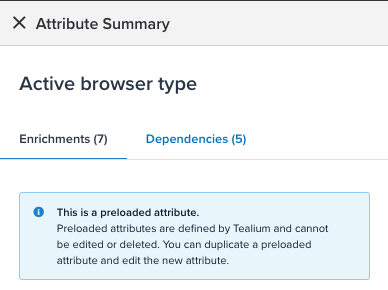 Attribute Summary
Active browser type
Enrichments (7)
Dependencies (5)
This is a preloaded attribute.
Preloaded attributes are defined by Tealium and cannot
be edited or deleted. You can duplicate a preloaded
attribute and edit the new attribute.